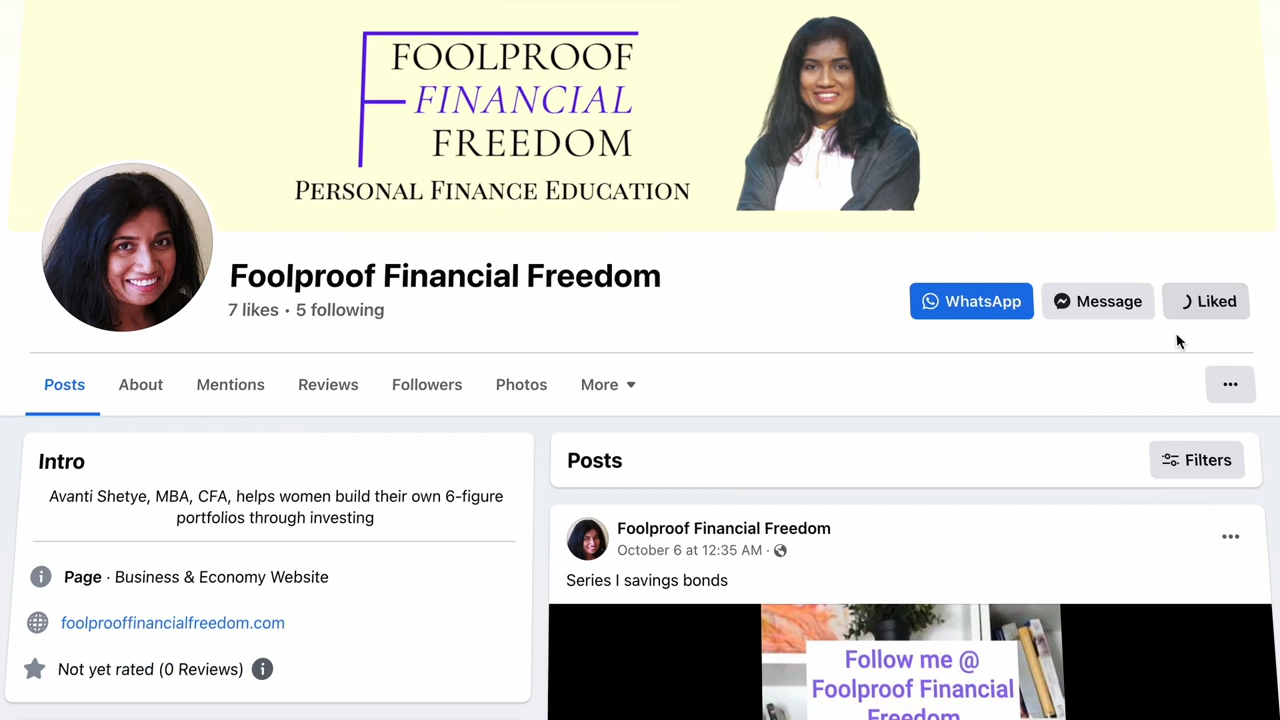 FOOLPROOF
FINANCIAL
FREEDOM
PERSONAL FINANCE EDUCATION
Foolproof Financial Freedom
7 likes · 5 following
WhatsApp
Message
Liked
Posts
About
Mentions
Reviews
Followers
Photos
More
Intro
Avanti Shetye, MBA, CFA, helps women build their own 6-figure
portfolios through investing
Page · Business & Economy Website
foolprooffinancialfreedom.com
Not yet rated (0 Reviews)
Posts
Filters
Foolproof Financial Freedom
October 6 at 12:35 AM ·
Series I savings bonds
Follow me @
Foolproof Financial
Freedom